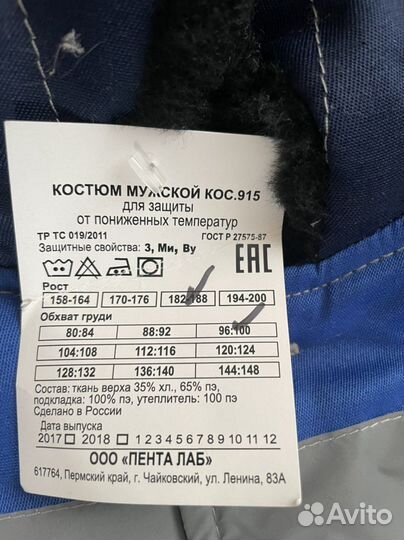 КОСТЮМ МУЖСКОЙ КОС.915
для защиты
от пониженных температур
ТР ТС 019/2011 ГОСТ Р 27575-87
Защитные свойства: З, Ми, Ву
EAC
Рост
158-164 170-176 182-188 194-200
Обхват груди
80:84 88:92 96:100
104:108 112:116 120:124
128:132 136:140 144:148
Состав: ткань верха 35% хл., 65% пэ,
подкладка: 100% пэ, утеплитель: 100 пэ
Сделано в России
Дата выпуска
2017 2018 1 2 3 4 5 6 7 8 9 10 11 12
ООО «ПЕНТА ЛАБ»
617764, Пермский край, г. Чайковский, ул. Ленина, 83А
Avito